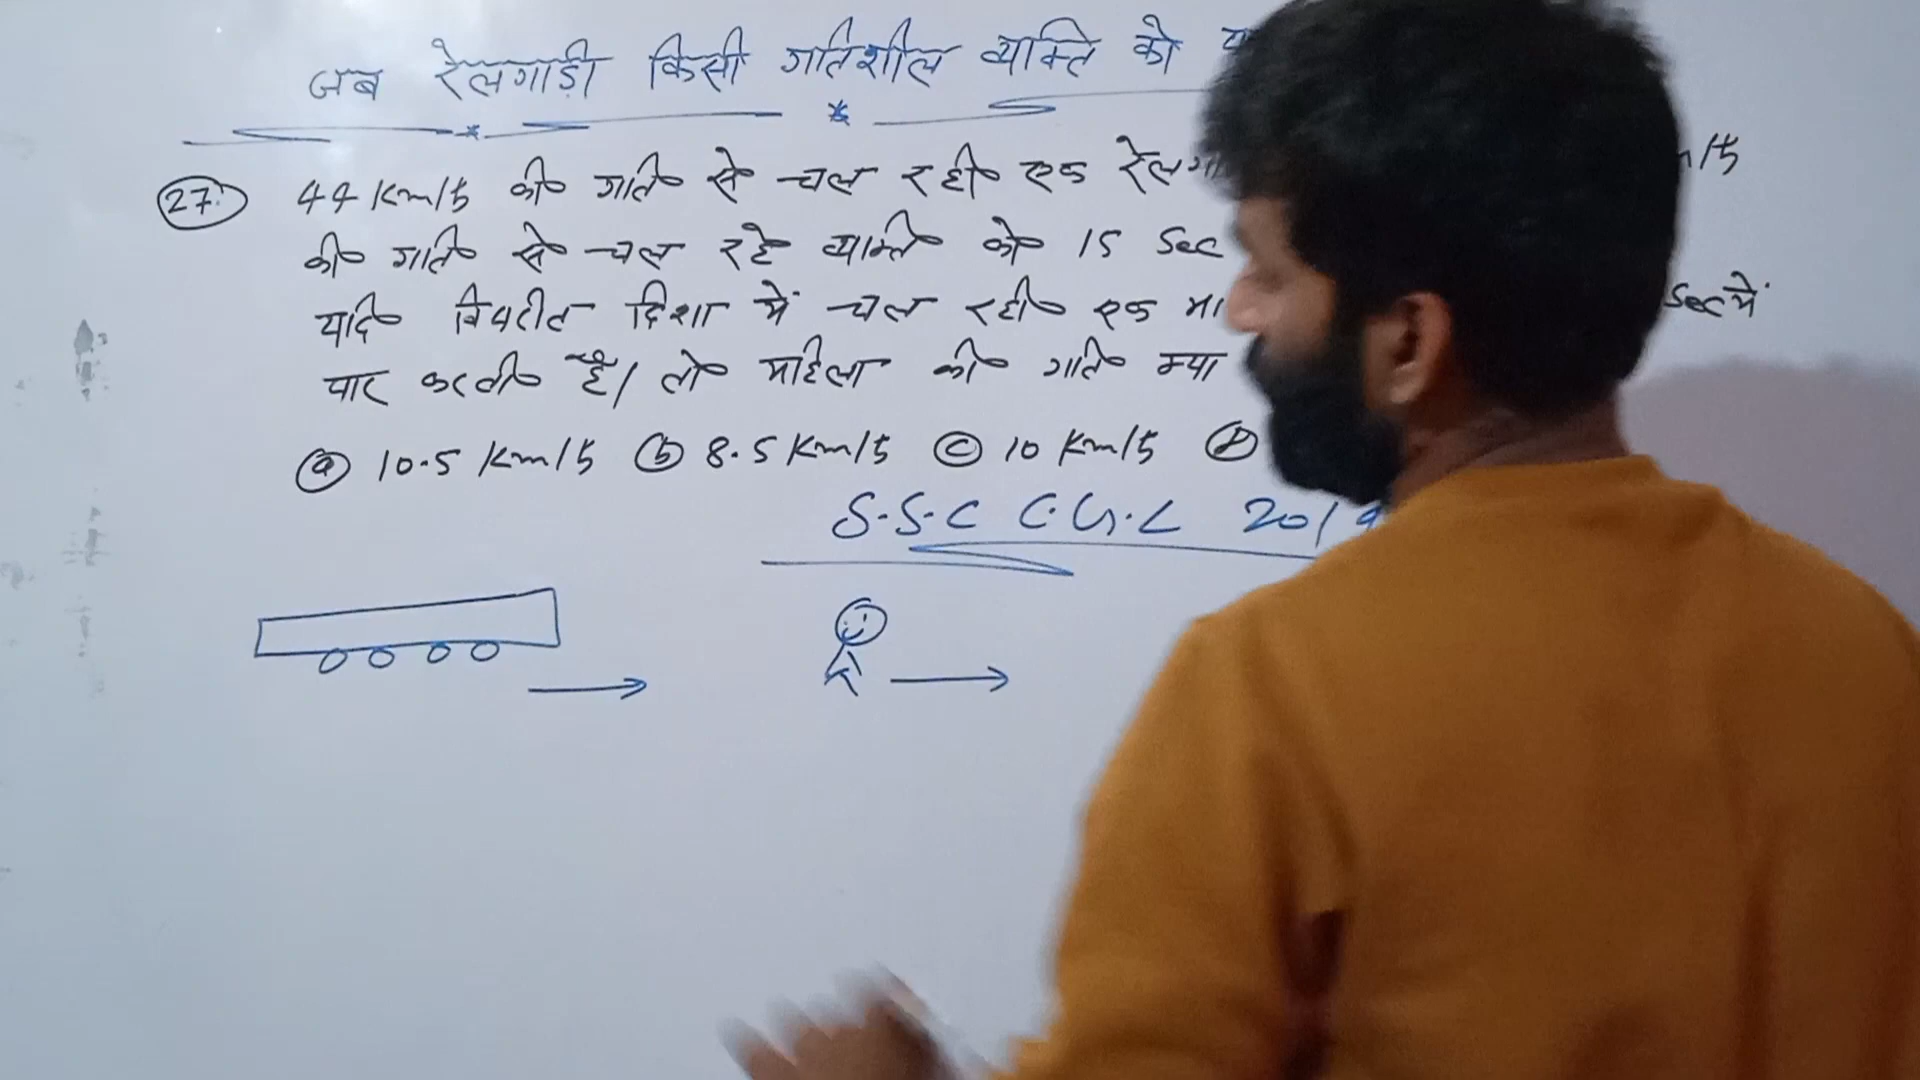 जब रेलगाड़ी किसी गतिशील व्यक्ति को
27. 44 Km/h की गति से चल रही एक रेलगा
की गति से चल रहे व्यक्ति को 15 Sec
यदि विपरीत दिशा में चल रही एक Sec में
पार करती है। तो महिला की गति क्या
(a) 10.5 Km/h (b) 8.5 Km/h (c) 10 Km/h (D)
S.S.C C.G.L 2019